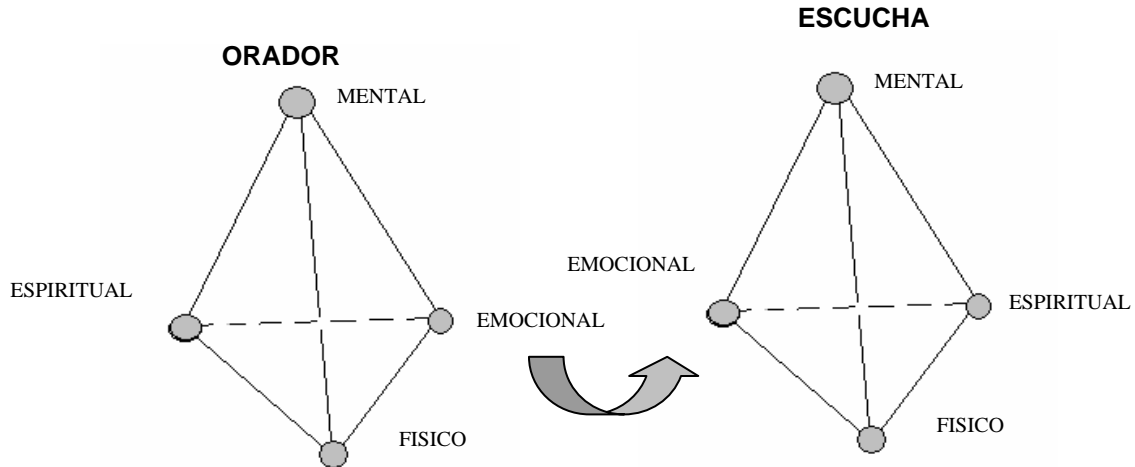 ESCUCHA
ORADOR
MENTAL
MENTAL
EMOCIONAL
ESPIRITUAL
ESPIRITUAL
EMOCIONAL
FISICO
FISICO